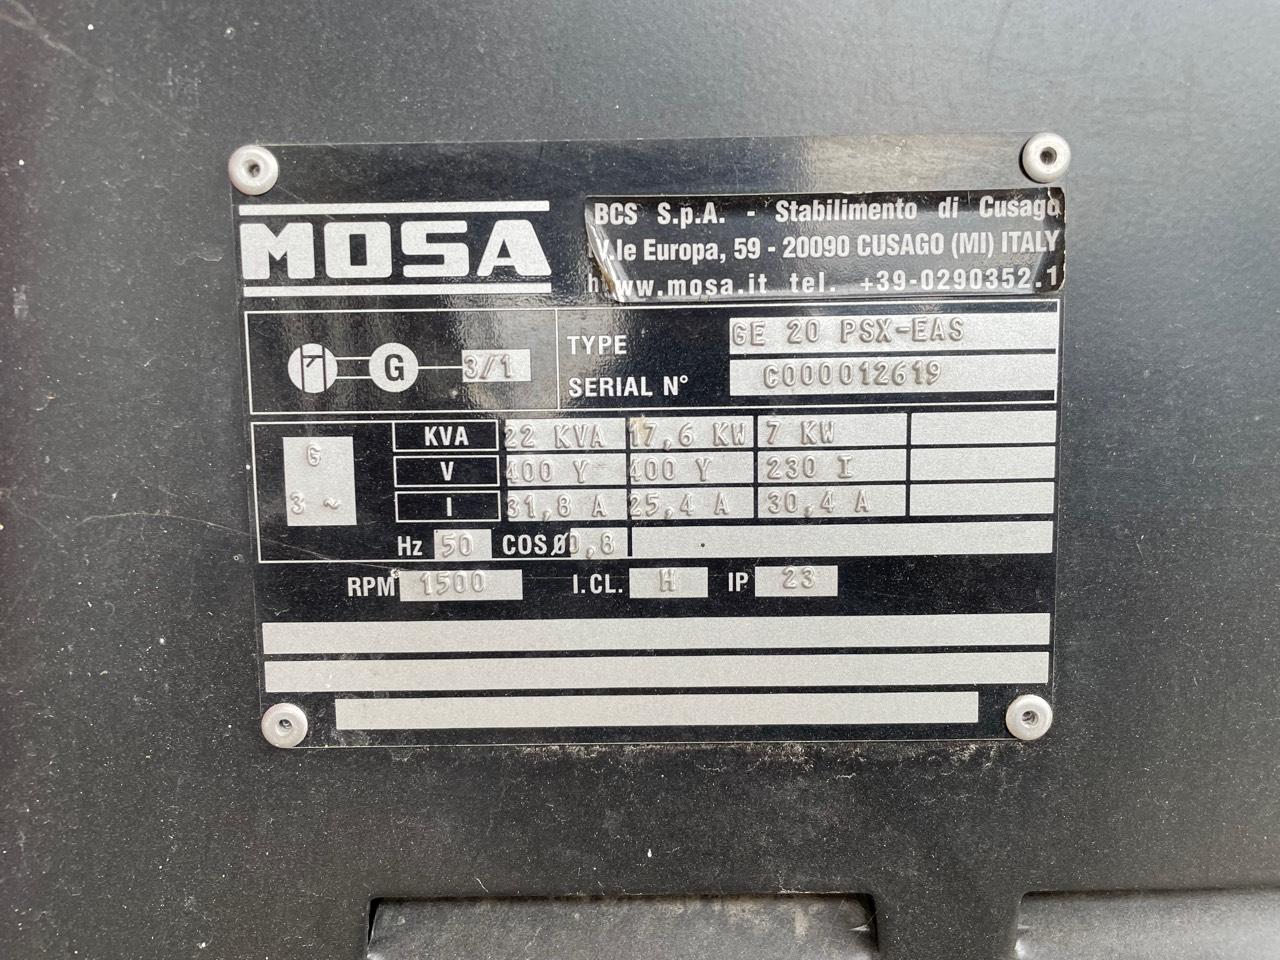 MOSA
BCS S.p.A. - Stabilimento di Cusago
V.le Europa, 59 - 20090 CUSAGO (MI) ITALY
www.mosa.it tel. +39-0290352.1
G 3/1
TYPE GE 20 PSX-EAS
SERIAL N° C000012619
G
3 ~
KVA 22 KVA 17,6 KW 7 KW
V 400 Y 400 Y 230 I
I 31,8 A 25,4 A 30,4 A
Hz 50 COSØ 0,8
RPM 1500 I.CL. H IP 23